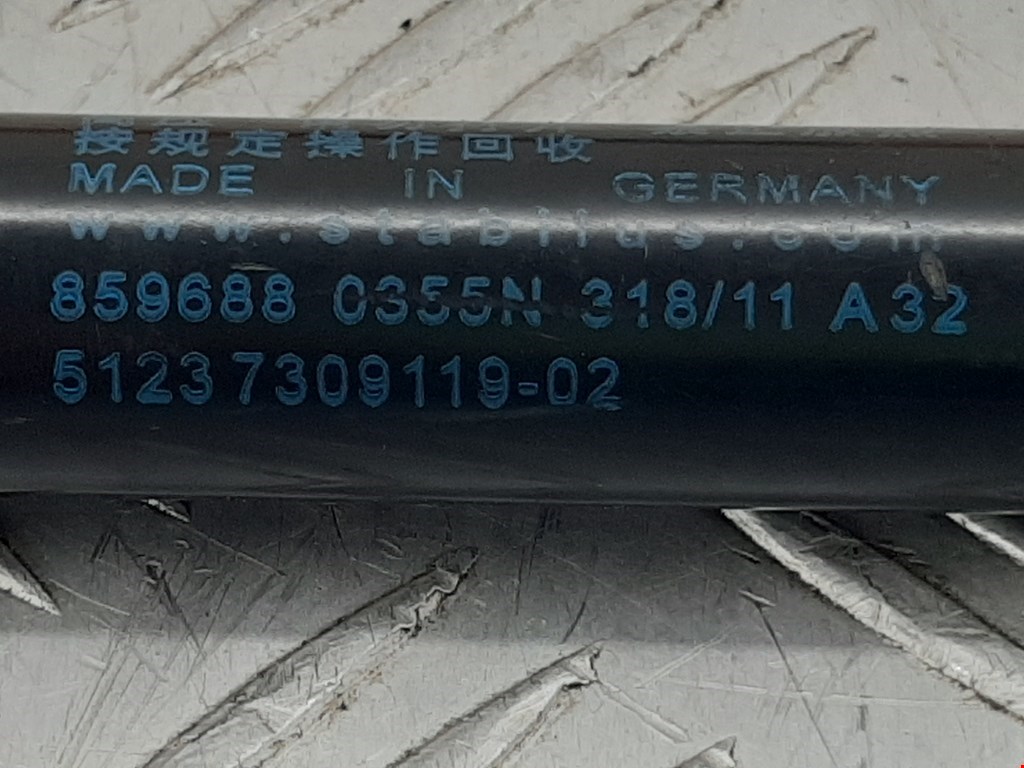 按规定操作回收
MADE IN GERMANY
www.stabilus.com
859688 0355N 318/11 A32
51237309119-02